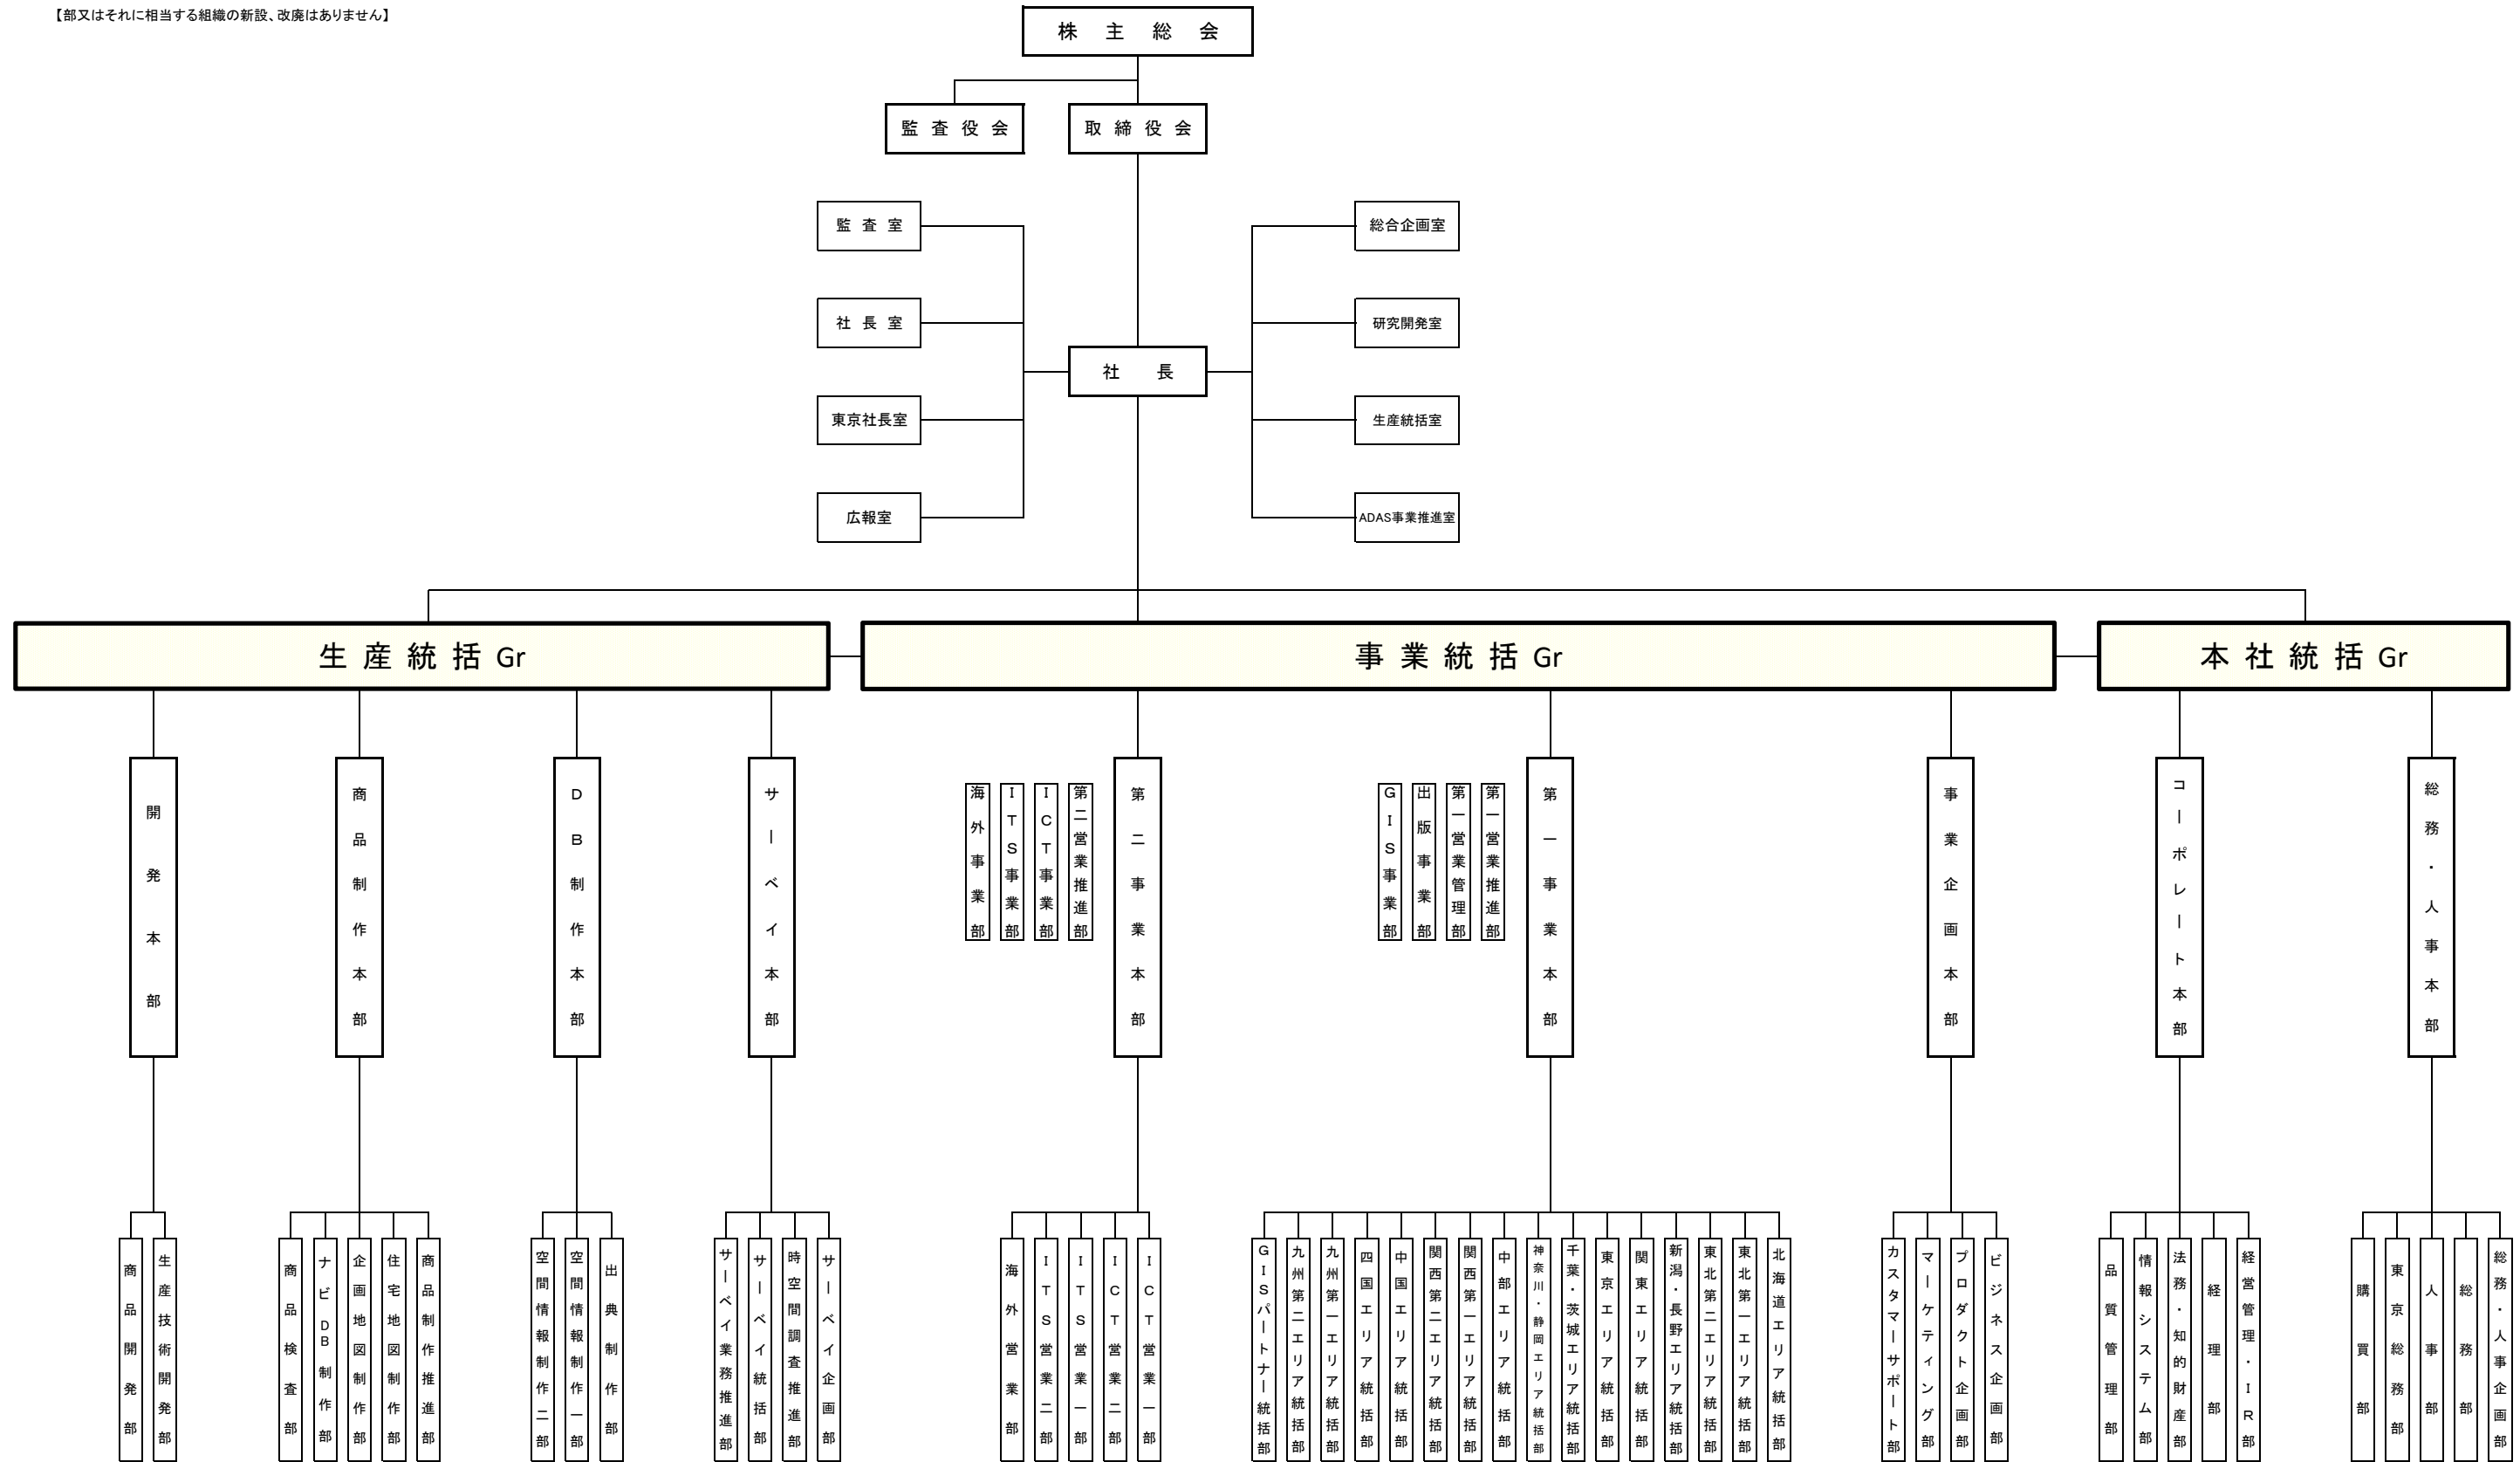 【部又はそれに相当する組織の新設、改廃はありません】
株主総会
監査役会
取締役会
監査室
総合企画室
社長室
研究開発室
社長
東京社長室
生産統括室
広報室
ADAS事業推進室
生産統括Gr
事業統括Gr
本社統括Gr
開発本部
商品制作本部
DB制作本部
サーベイ本部
海外事業部
ITS事業部
ICT事業部
第二営業推進部
第二事業本部
GIS事業部
出版事業部
第一営業管理部
第一営業推進部
第一事業本部
事業企画本部
コーポレート本部
総務・人事本部
商品開発部
生産技術開発部
商品検査部
ナビDB制作部
企画地図制作部
住宅地図制作部
商品制作推進部
空間情報制作二部
空間情報制作一部
出典制作部
サーベイ業務推進部
サーベイ統括部
時空間調査推進部
サーベイ企画部
海外営業部
ITS営業二部
ITS営業一部
ICT営業二部
ICT営業一部
GISパートナー統括部
九州第二エリア統括部
九州第一エリア統括部
四国エリア統括部
中国エリア統括部
関西第二エリア統括部
関西第一エリア統括部
中部エリア統括部
神奈川・静岡エリア統括部
千葉・茨城エリア統括部
東京エリア統括部
関東エリア統括部
新潟・長野エリア統括部
東北第二エリア統括部
東北第一エリア統括部
北海道エリア統括部
カスタマーサポート部
マーケティング部
プロダクト企画部
ビジネス企画部
品質管理部
情報システム部
法務・知的財産部
経理部
経営管理・IR部
購買部
東京総務部
人事部
総務部
総務・人事企画部